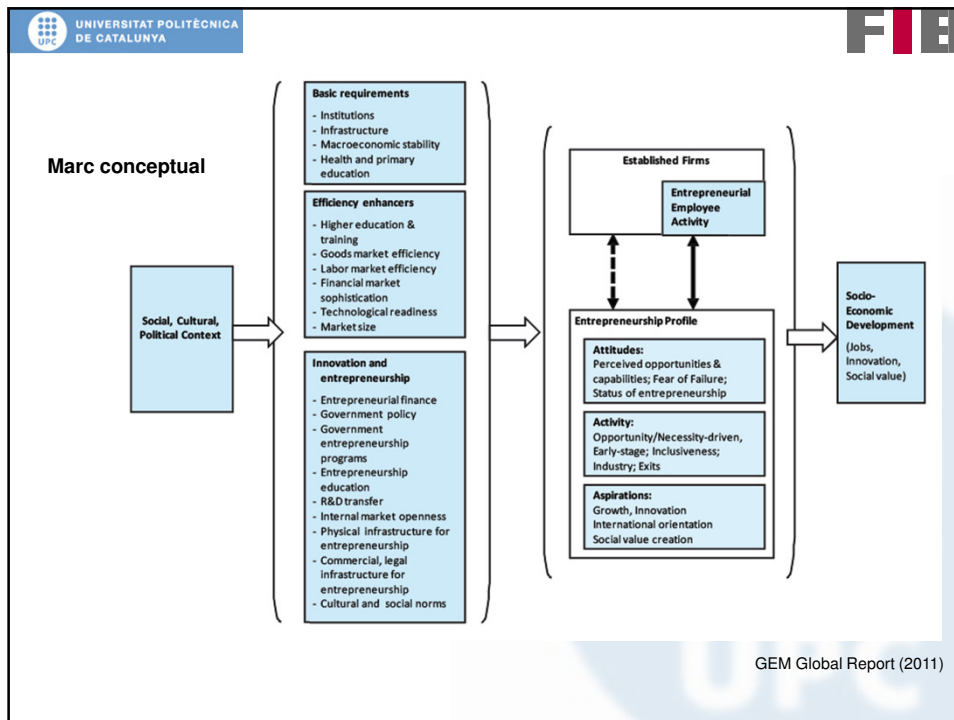 UNIVERSITAT POLITÈCNICA
DE CATALUNYA
UPC
FIB
Marc conceptual
Social, Cultural,
Political Context
Basic requirements
- Institutions
- Infrastructure
- Macroeconomic stability
- Health and primary
education
Efficiency enhancers
- Higher education &
training
- Goods market efficiency
- Labor market efficiency
- Financial market
sophistication
- Technological readiness
- Market size
Innovation and
entrepreneurship
- Entrepreneurial finance
- Government policy
- Government
entrepreneurship
programs
- Entrepreneurship
education
- R&D transfer
- Internal market openness
- Physical infrastructure for
entrepreneurship
- Commercial, legal
infrastructure for
entrepreneurship
- Cultural and social norms
Established Firms
Entrepreneurial
Employee
Activity
Entrepreneurship Profile
Attitudes:
Perceived opportunities &
capabilities; Fear of Failure;
Status of entrepreneurship
Activity:
Opportunity/Necessity-driven,
Early-stage; Inclusiveness;
Industry; Exits
Aspirations:
Growth, Innovation
International orientation
Social value creation
Socio-
Economic
Development
(Jobs,
Innovation,
Social value)
GEM Global Report (2011)
UPC